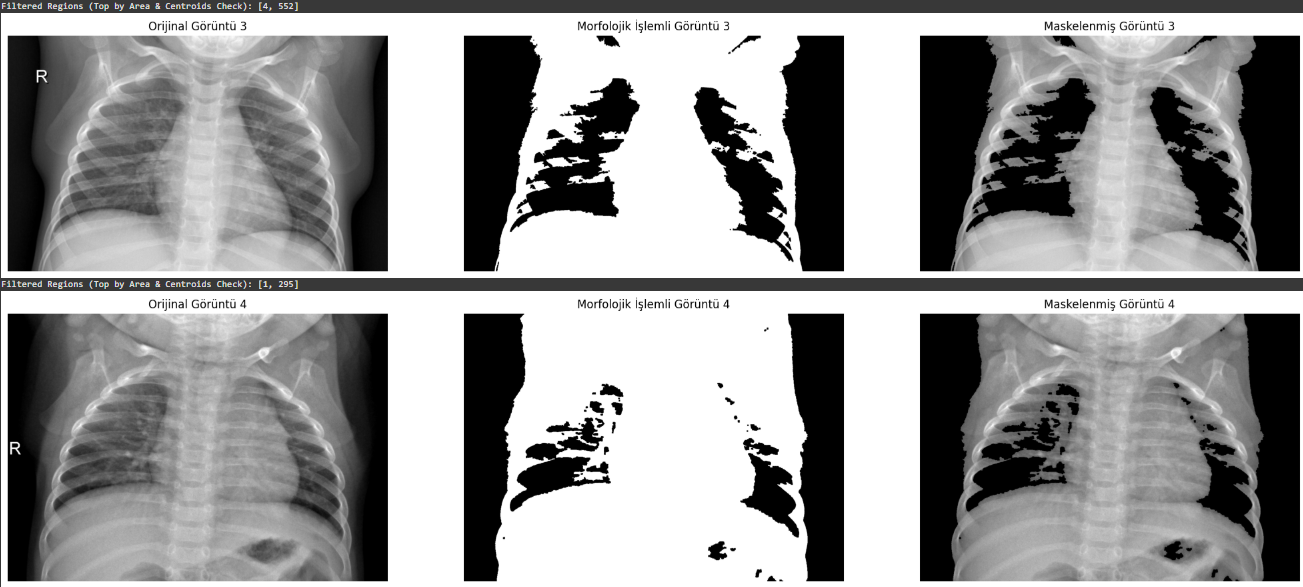 Filtered Regions (Top by Area & Centroids Check): [4, 552]
Orijinal Görüntü 3
Morfolojik İşlemli Görüntü 3
Maskelenmiş Görüntü 3
R
Filtered Regions (Top by Area & Centroids Check): [1, 295]
Orijinal Görüntü 4
Morfolojik İşlemli Görüntü 4
Maskelenmiş Görüntü 4
R